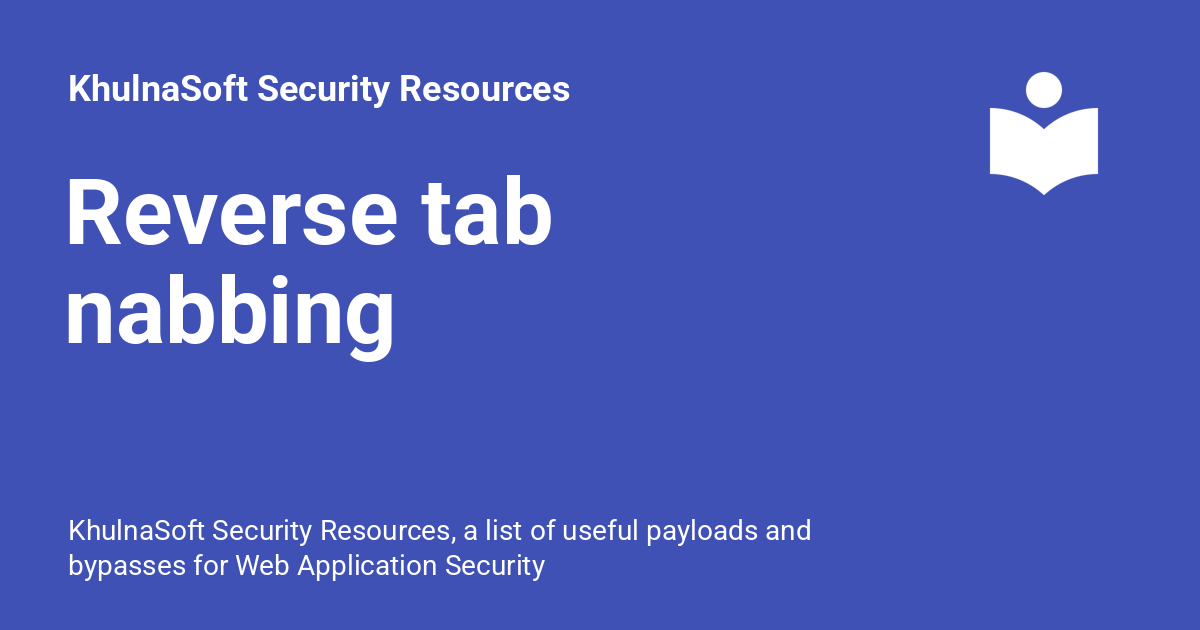 KhulnaSoft Security Resources
Reverse tab
nabbing
KhulnaSoft Security Resources, a list of useful payloads and
bypasses for Web Application Security